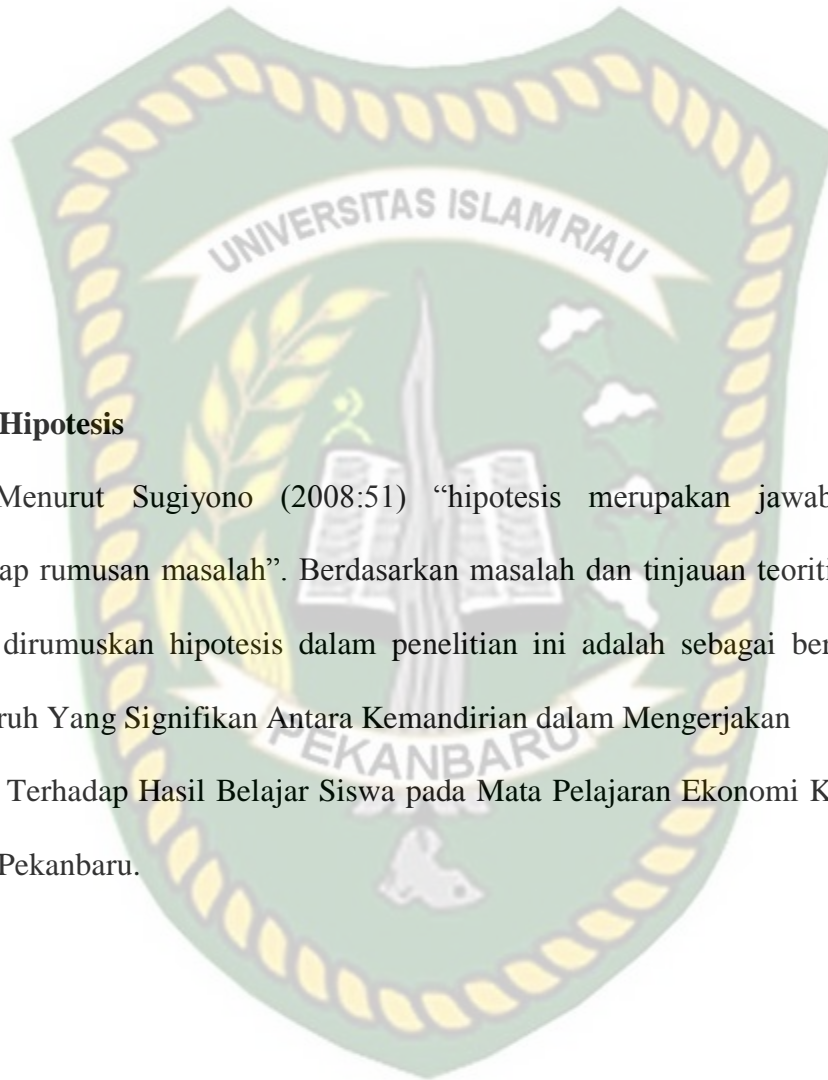 UNIVERSITAS ISLAM RIAU
Hipotesis
Menurut Sugiyono (2008:51) “hipotesis merupakan jawab
ap rumusan masalah”. Berdasarkan masalah dan tinjauan teoriti
dirumuskan hipotesis dalam penelitian ini adalah sebagai ber
ruh Yang Signifikan Antara Kemandirian dalam Mengerjakan
PEKANBARU
Terhadap Hasil Belajar Siswa pada Mata Pelajaran Ekonomi K
Pekanbaru.